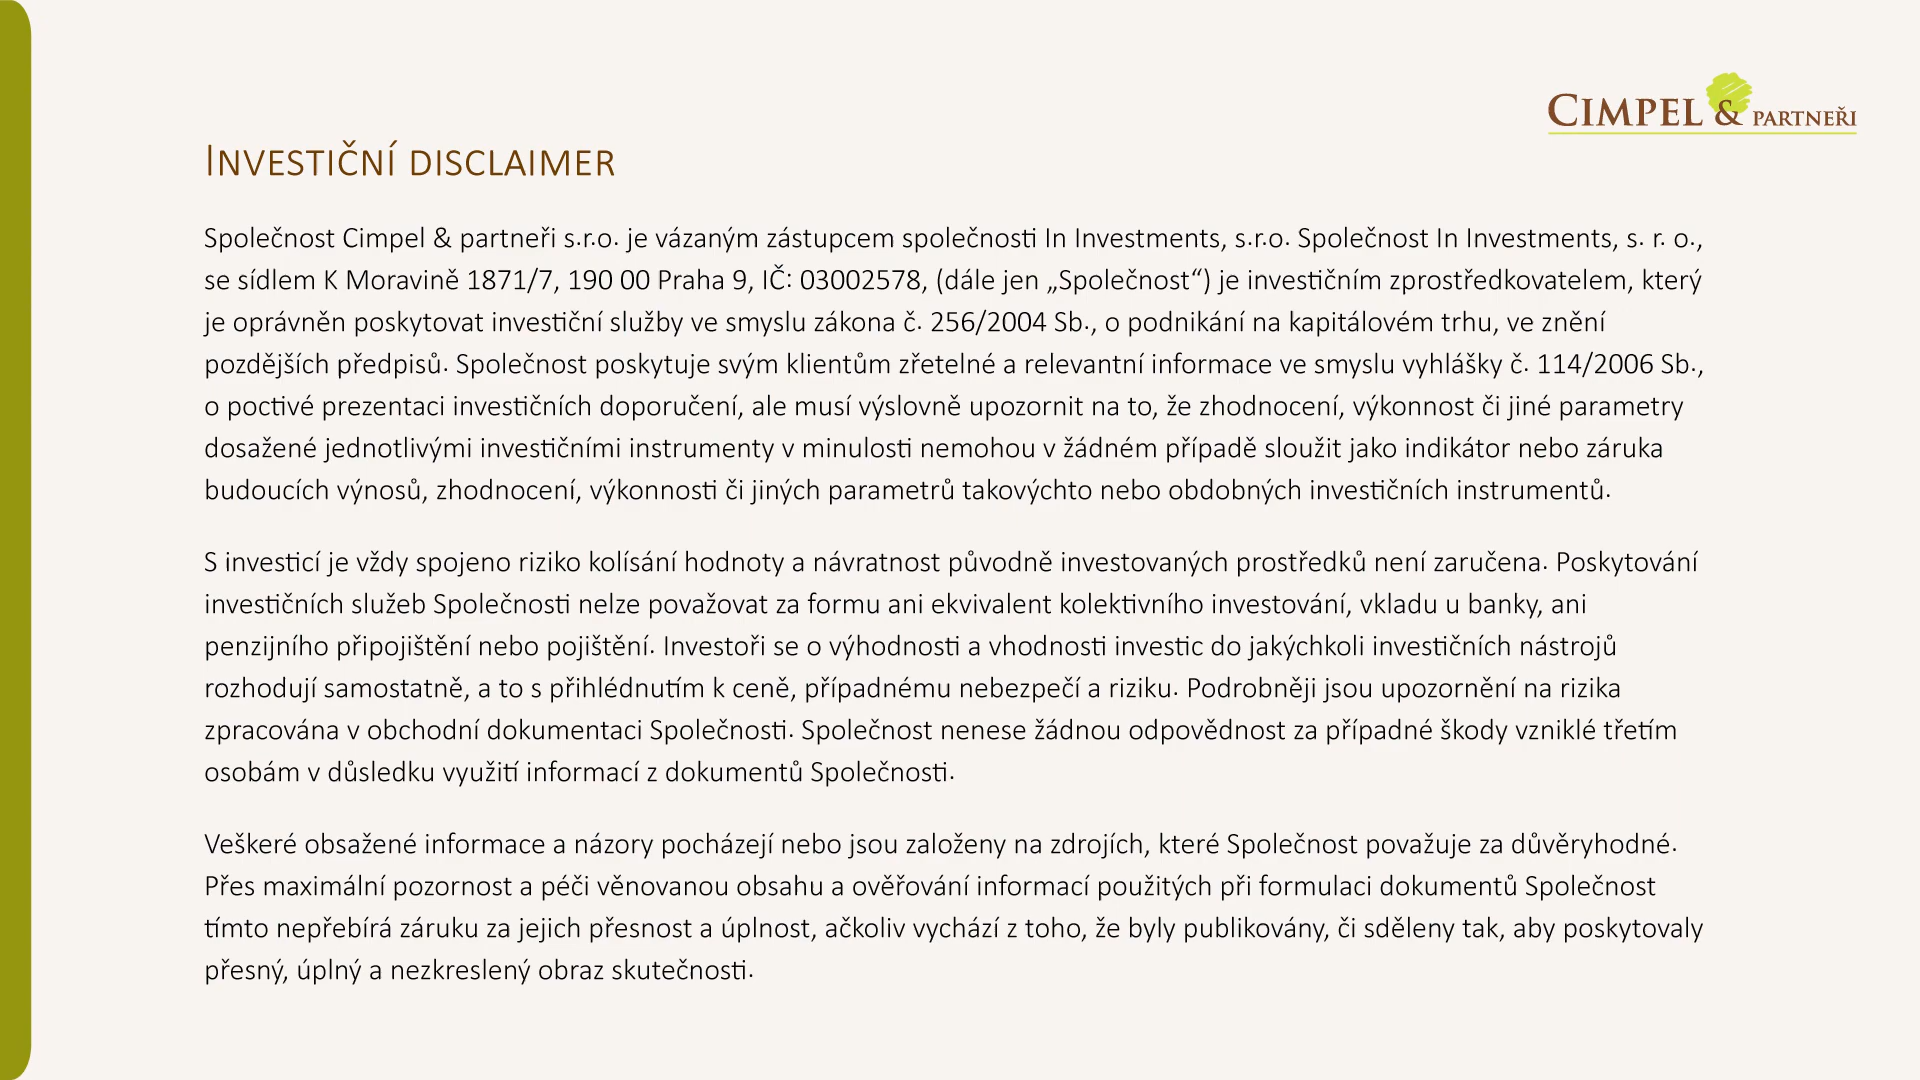 CIMPEL & PARTNEŘI
INVESTIČNÍ DISCLAIMER
Společnost Cimpel & partneři s.r.o. je vázaným zástupcem společnosti In Investments, s.r.o. Společnost In Investments, s. r. o.,
se sídlem K Moravině 1871/7, 190 00 Praha 9, IČ: 03002578, (dále jen „Společnost“) je investičním zprostředkovatelem, který
je oprávněn poskytovat investiční služby ve smyslu zákona č. 256/2004 Sb., o podnikání na kapitálovém trhu, ve znění
pozdějších předpisů. Společnost poskytuje svým klientům zřetelné a relevantní informace ve smyslu vyhlášky č. 114/2006 Sb.,
o poctivé prezentaci investičních doporučení, ale musí výslovně upozornit na to, že zhodnocení, výkonnost či jiné parametry
dosažené jednotlivými investičními instrumenty v minulosti nemohou v žádném případě sloužit jako indikátor nebo záruka
budoucích výnosů, zhodnocení, výkonnosti či jiných parametrů takovýchto nebo obdobných investičních instrumentů.
S investicí je vždy spojeno riziko kolísání hodnoty a návratnost původně investovaných prostředků není zaručena. Poskytování
investičních služeb Společnosti nelze považovat za formu ani ekvivalent kolektivního investování, vkladu u banky, ani
penzijního připojištění nebo pojištění. Investoři se o výhodnosti a vhodnosti investic do jakýchkoli investičních nástrojů
rozhodují samostatně, a to s přihlédnutím k ceně, případnému nebezpečí a riziku. Podrobněji jsou upozornění na rizika
zpracována v obchodní dokumentaci Společnosti. Společnost nenese žádnou odpovědnost za případné škody vzniklé třetím
osobám v důsledku využití informací z dokumentů Společnosti.
Veškeré obsažené informace a názory pocházejí nebo jsou založeny na zdrojích, které Společnost považuje za důvěryhodné.
Přes maximální pozornost a péči věnovanou obsahu a ověřování informací použitých při formulaci dokumentů Společnost
tímto nepřebírá záruku za jejich přesnost a úplnost, ačkoliv vychází z toho, že byly publikovány, či sděleny tak, aby poskytovaly
přesný, úplný a nezkreslený obraz skutečnosti.